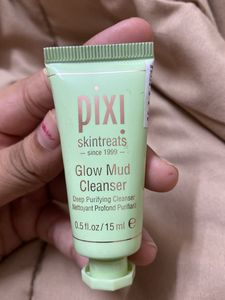 pixi
skintreats
— since 1999 —
Glow Mud
Cleanser
Deep Purifying Cleanser
Nettoyant Profond Purifiant
0.5 fl.oz/15 ml e